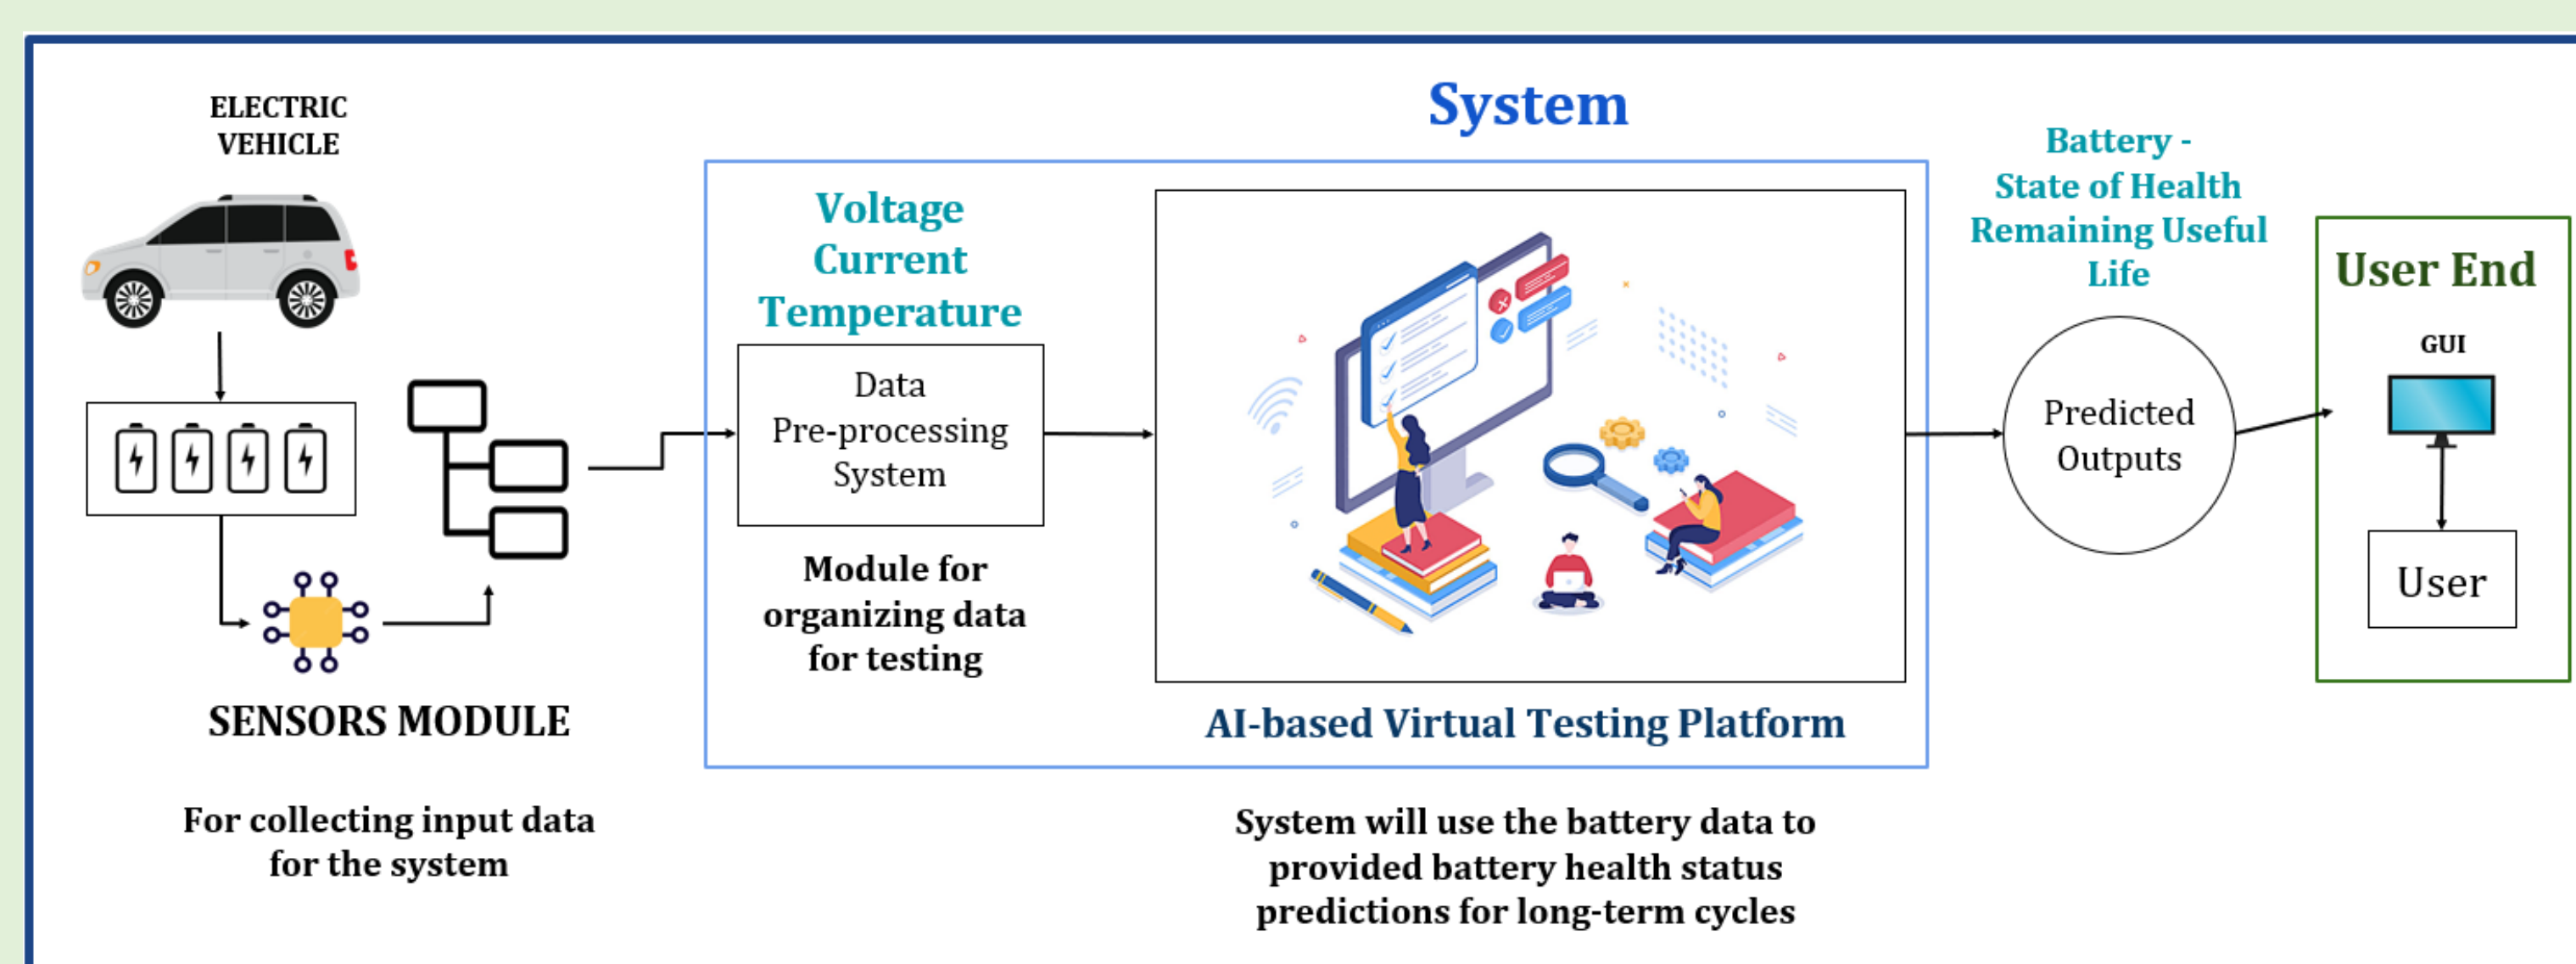 ELECTRIC
VEHICLE
SENSORS MODULE
For collecting input data
for the system
System
Voltage
Current
Temperature
Data
Pre-processing
System
Module for
organizing data
for testing
AI-based Virtual Testing Platform
System will use the battery data to
provided battery health status
predictions for long-term cycles
Battery -
State of Health
Remaining Useful
Life
Predicted
Outputs
User End
GUI
User